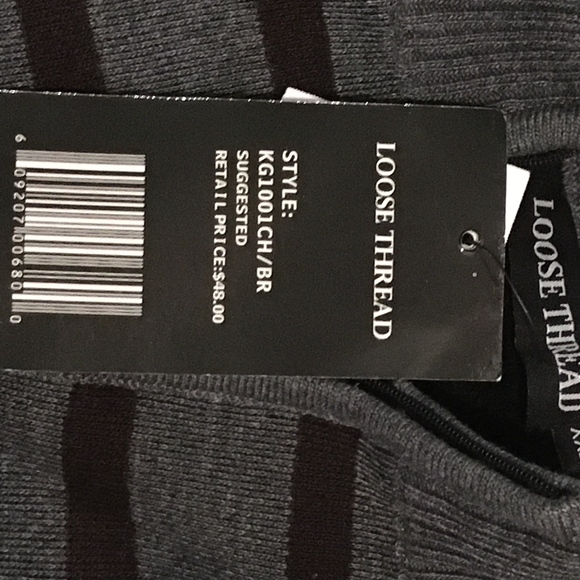 LOOSE THREAD
STYLE:
KG1001CH/BR
SUGGESTED
RETAIL PRICE:$48.00
6 09207 00680 0
LOOSE THREAD